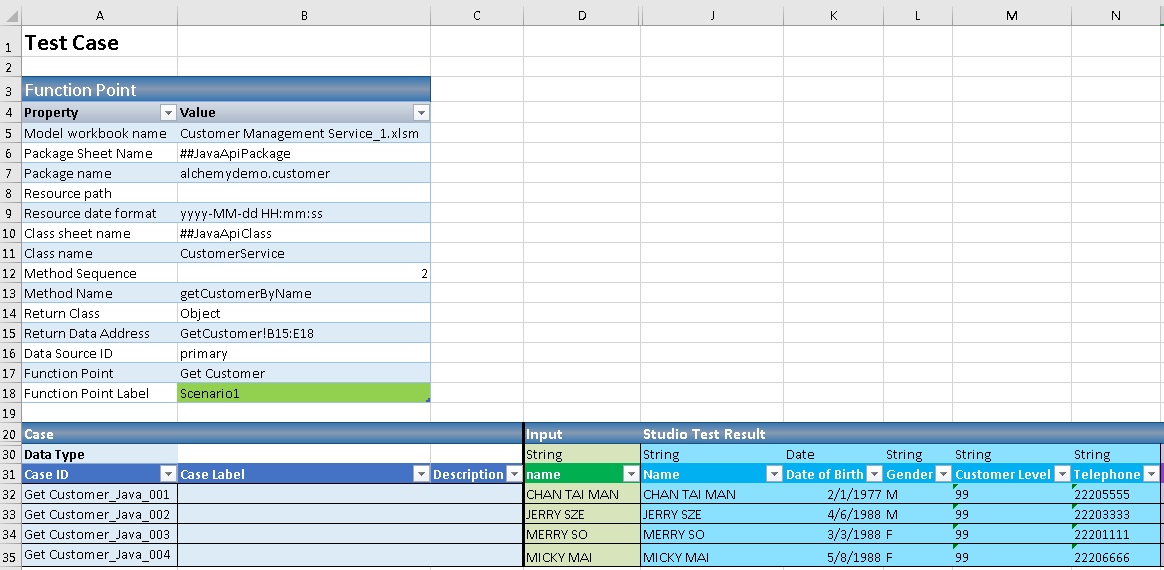 A B C D J K L M N
1 Test Case
2
3 Function Point
4 Property Value
5 Model workbook name Customer Management Service_1.xlsm
6 Package Sheet Name ##JavaApiPackage
7 Package name alchemydemo.customer
8 Resource path
9 Resource date format yyyy-MM-dd HH:mm:ss
10 Class sheet name ##JavaApiClass
11 Class name CustomerService
12 Method Sequence 2
13 Method Name getCustomerByName
14 Return Class Object
15 Return Data Address GetCustomer!B15:E18
16 Data Source ID primary
17 Function Point Get Customer
18 Function Point Label Scenario1
19
20 Case Input Studio Test Result
30 Data Type String String Date String String String
31 Case ID Case Label Description name Name Date of Birth Gender Customer Level Telephone
32 Get Customer_Java_001 CHAN TAI MAN CHAN TAI MAN 2/1/1977 M 99 22205555
33 Get Customer_Java_002 JERRY SZE JERRY SZE 4/6/1988 M 99 22203333
34 Get Customer_Java_003 MERRY SO MERRY SO 3/3/1988 F 99 22201111
35 Get Customer_Java_004 MICKY MAI MICKY MAI 5/8/1988 F 99 22206666